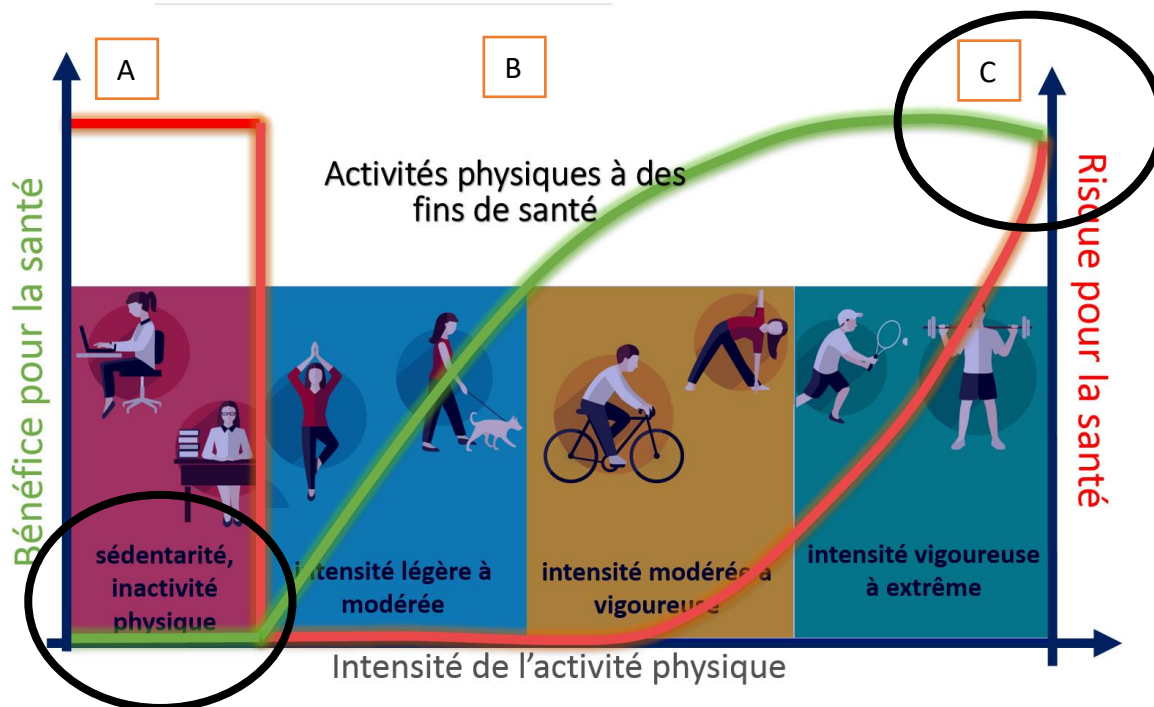 A
B
C
Bénéfice pour la santé
Activités physiques à des
fins de santé
Risque pour la santé
sédentarité,
inactivité
physique
intensité légère à
modérée
intensité modérée à
vigoureuse
intensité vigoureuse
à extrême
Intensité de l’activité physique